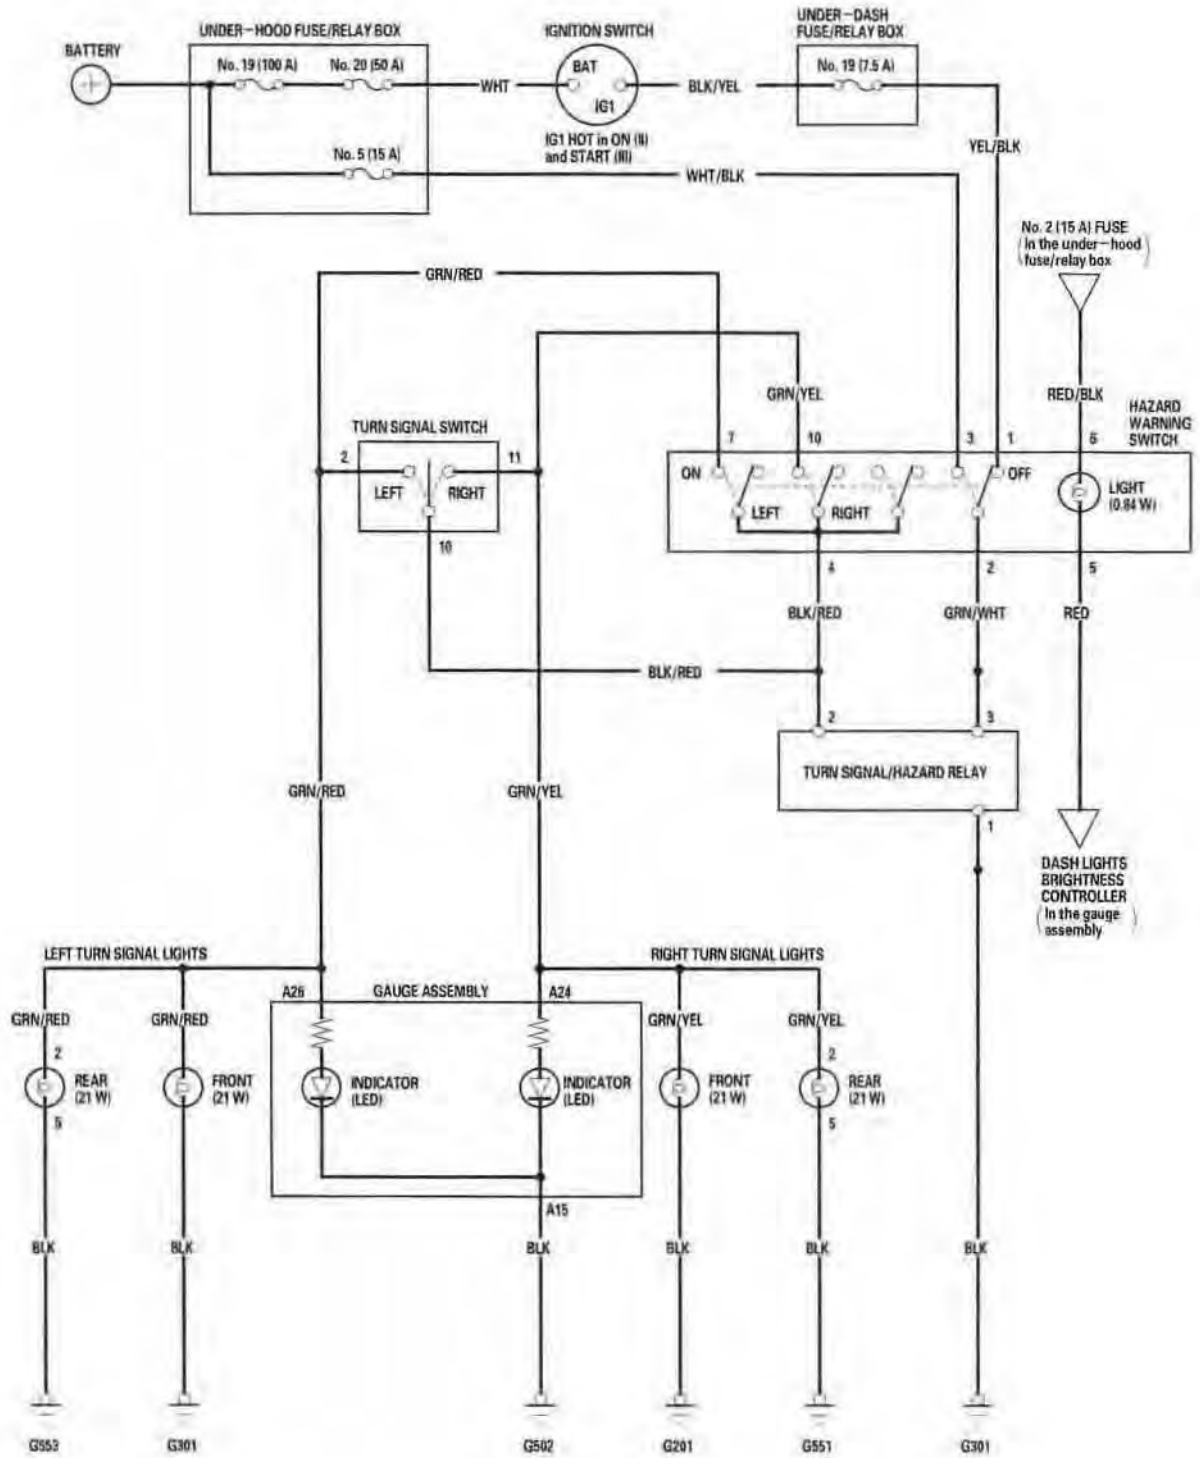 UNDER-HOOD FUSE/RELAY BOX
IGNITION SWITCH
UNDER-DASH
FUSE/RELAY BOX
BATTERY
No. 19 (100 A)
No. 20 (50 A)
BAT
No. 19 (7.5 A)
WHT
BLK/YEL
IG1
IG1 HOT in ON (II)
and START (III)
No. 5 (15 A)
YEL/BLK
WHT/BLK
No. 2 (15 A) FUSE
(In the under-hood
fuse/relay box)
GRN/RED
GRN/YEL
RED/BLK
HAZARD
WARNING
SWITCH
TURN SIGNAL SWITCH
7
10
3
1
6
2
11
LEFT
RIGHT
ON
OFF
LEFT
RIGHT
LIGHT
(0.84 W)
10
4
2
5
BLK/RED
GRN/WHT
RED
BLK/RED
2
3
TURN SIGNAL/HAZARD RELAY
GRN/RED
GRN/YEL
1
DASH LIGHTS
BRIGHTNESS
CONTROLLER
(In the gauge
assembly)
LEFT TURN SIGNAL LIGHTS
RIGHT TURN SIGNAL LIGHTS
A26
GAUGE ASSEMBLY
A24
GRN/RED
GRN/RED
GRN/YEL
GRN/YEL
2
2
REAR
(21 W)
FRONT
(21 W)
INDICATOR
(LED)
INDICATOR
(LED)
FRONT
(21 W)
REAR
(21 W)
5
5
A15
BLK
BLK
BLK
BLK
BLK
BLK
G553
G301
G502
G201
G551
G301